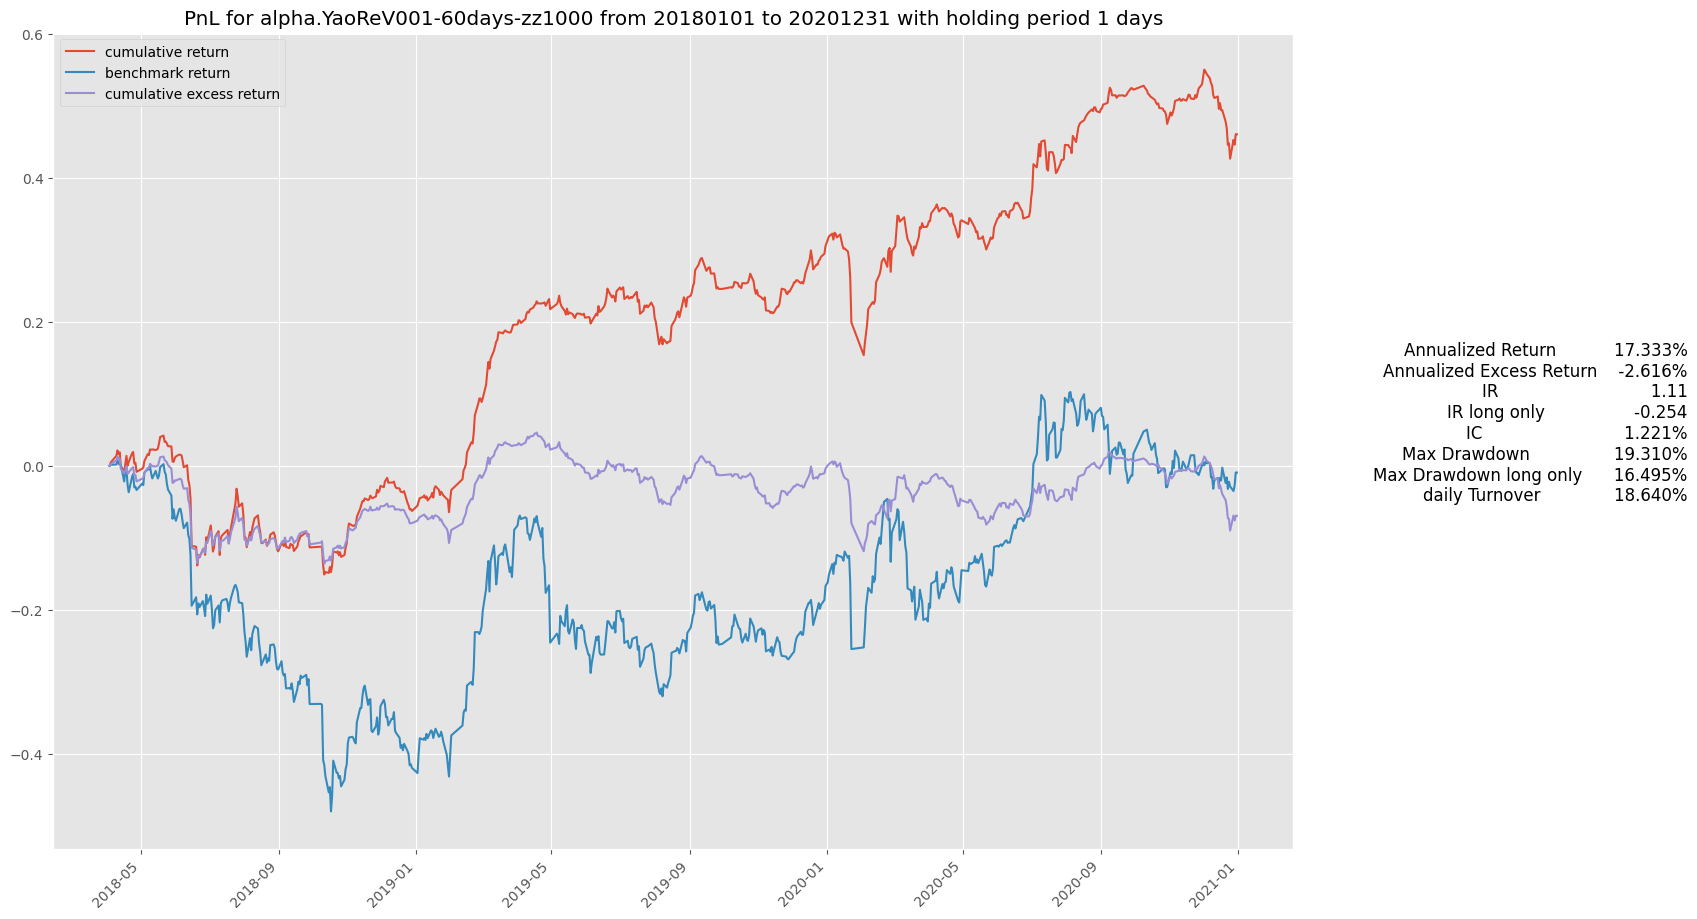 PnL for alpha.YaoReV001-60days-zz1000 from 20180101 to 20201231 with holding period 1 days
cumulative return
benchmark return
cumulative excess return
0.6
0.4
0.2
0.0
−0.2
−0.4
2018-05
2018-09
2019-01
2019-05
2019-09
2020-01
2020-05
2020-09
2021-01
Annualized Return 17.333%
Annualized Excess Return -2.616%
IR 1.11
IR long only -0.254
IC 1.221%
Max Drawdown 19.310%
Max Drawdown long only 16.495%
daily Turnover 18.640%